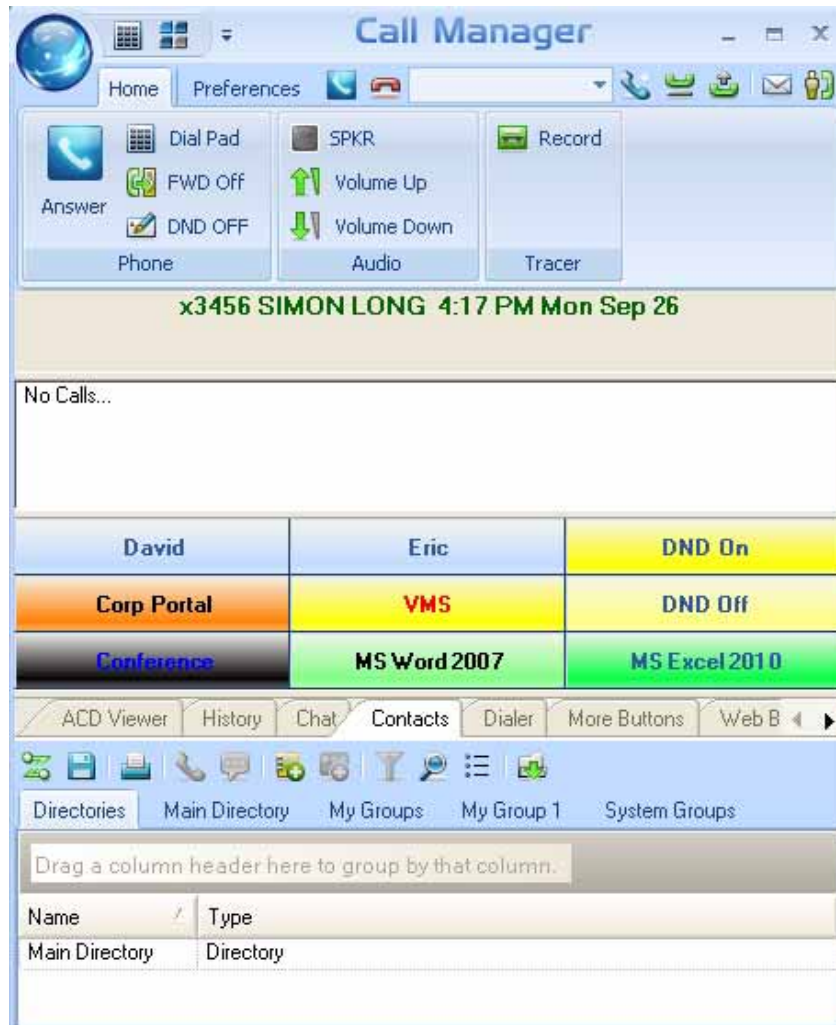 Call Manager
Home Preferences
Dial Pad SPKR Record
FWD Off Volume Up
Answer
DND OFF Volume Down
Phone Audio Tracer
x3456 SIMON LONG 4:17 PM Mon Sep 26
No Calls...
David Eric DND On
Corp Portal VMS DND Off
Conference MS Word 2007 MS Excel 2010
ACD Viewer History Chat Contacts Dialer More Buttons Web B
Directories Main Directory My Groups My Group 1 System Groups
Drag a column header here to group by that column.
Name Type
Main Directory Directory